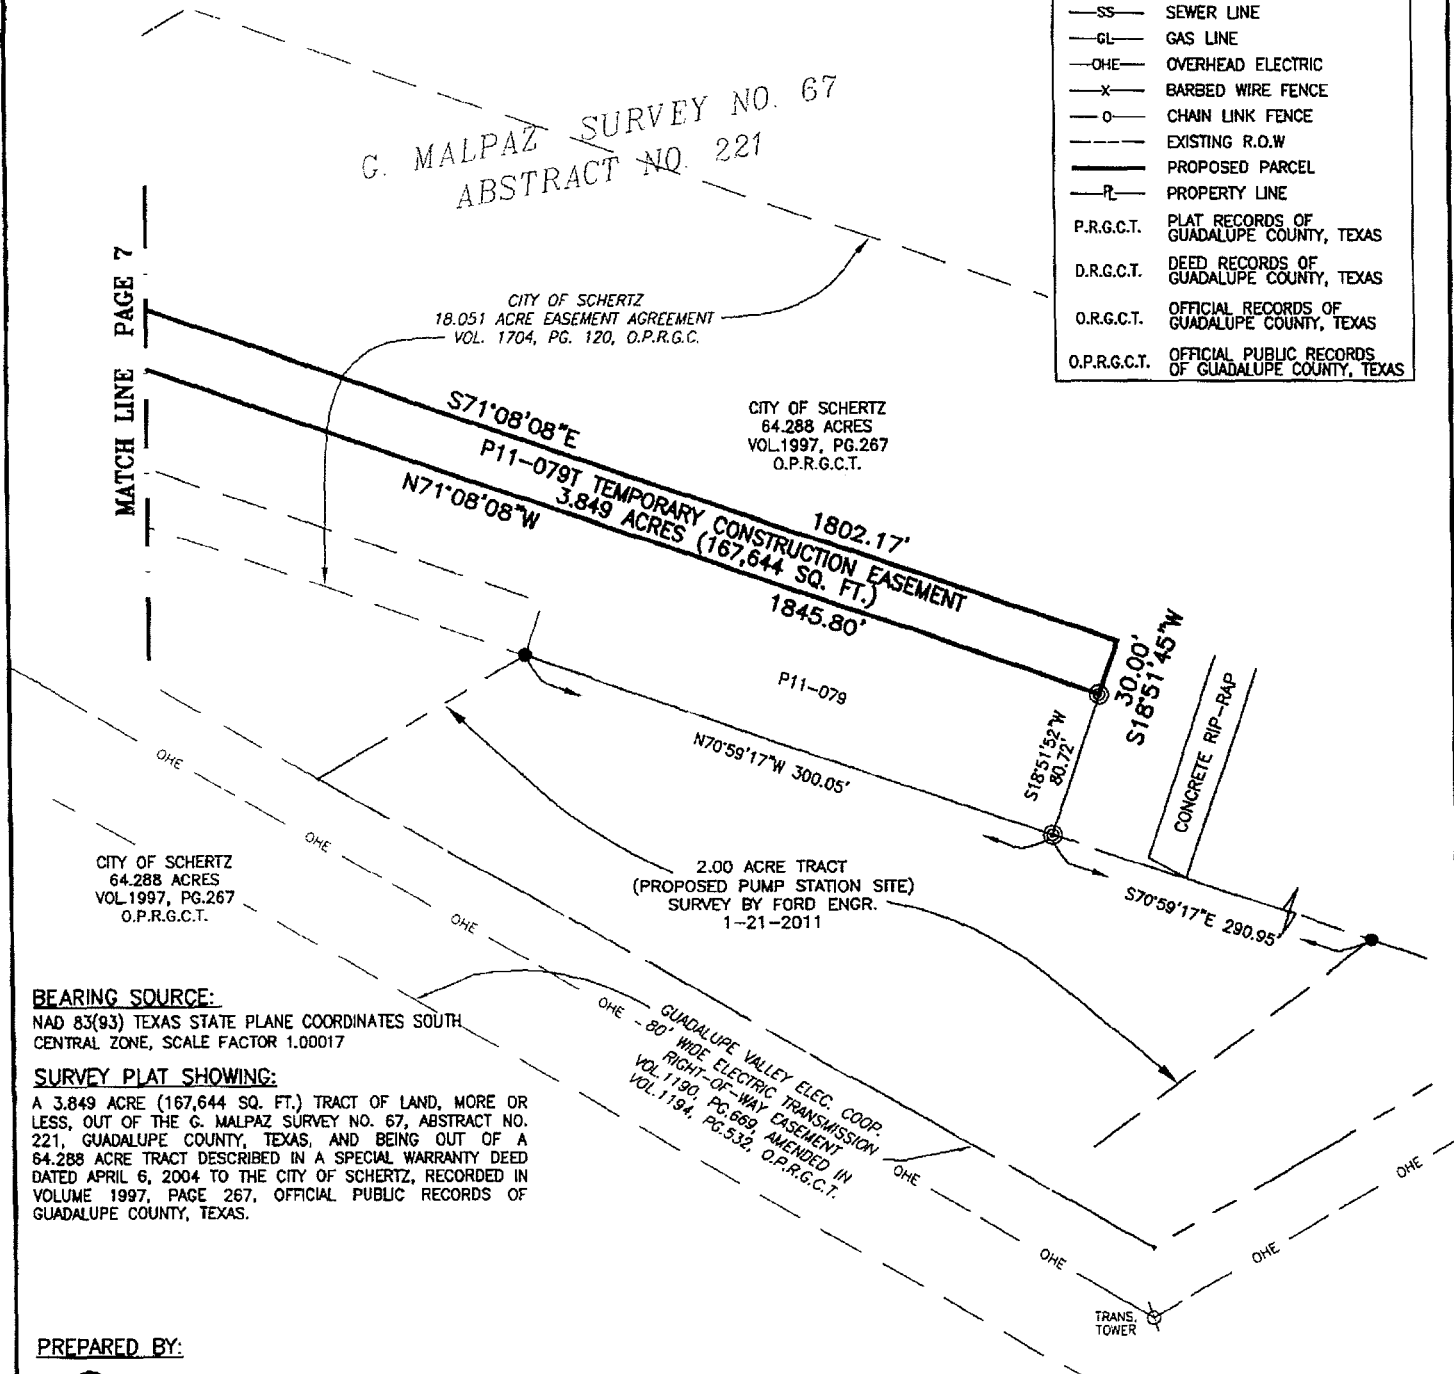 SS SEWER LINE
GL GAS LINE
OHE OVERHEAD ELECTRIC
X BARBED WIRE FENCE
O CHAIN LINK FENCE
EXISTING R.O.W
PROPOSED PARCEL
PL PROPERTY LINE
P.R.G.C.T. PLAT RECORDS OF
GUADALUPE COUNTY, TEXAS
D.R.G.C.T. DEED RECORDS OF
GUADALUPE COUNTY, TEXAS
O.R.G.C.T. OFFICIAL RECORDS OF
GUADALUPE COUNTY, TEXAS
O.P.R.G.C.T. OFFICIAL PUBLIC RECORDS
OF GUADALUPE COUNTY, TEXAS
G. MALPAZ SURVEY NO. 67
ABSTRACT NO. 221
MATCH LINE PAGE 7
CITY OF SCHERTZ
18.051 ACRE EASEMENT AGREEMENT
VOL. 1704, PG. 120, O.P.R.G.C.
CITY OF SCHERTZ
64.288 ACRES
VOL.1997, PG.267
O.P.R.G.C.T.
S71°08'08"E
1802.17'
P11-079T TEMPORARY CONSTRUCTION EASEMENT
3.849 ACRES (167,644 SQ. FT.)
N71°08'08"W
1845.80'
30.00'
S18°51'45"W
P11-079
S18°51'52"W
80.72'
N70°59'17"W 300.05'
CONCRETE RIP-RAP
S70°59'17"E 290.95'
2.00 ACRE TRACT
(PROPOSED PUMP STATION SITE)
SURVEY BY FORD ENGR.
1-21-2011
OHE
OHE
OHE
OHE
OHE
OHE
OHE
OHE
CITY OF SCHERTZ
64.288 ACRES
VOL.1997, PG.267
O.P.R.G.C.T.
GUADALUPE VALLEY ELEC. COOP.
80' WIDE ELECTRIC TRANSMISSION
RIGHT-OF-WAY EASEMENT
VOL.1190, PG.669, AMENDED IN
VOL.1194, PG.532, O.P.R.G.C.T.
TRANS.
TOWER
BEARING SOURCE:
NAD 83(93) TEXAS STATE PLANE COORDINATES SOUTH
CENTRAL ZONE, SCALE FACTOR 1.00017
SURVEY PLAT SHOWING:
A 3.849 ACRE (167,644 SQ. FT.) TRACT OF LAND, MORE OR
LESS, OUT OF THE G. MALPAZ SURVEY NO. 67, ABSTRACT NO.
221, GUADALUPE COUNTY, TEXAS, AND BEING OUT OF A
64.288 ACRE TRACT DESCRIBED IN A SPECIAL WARRANTY DEED
DATED APRIL 6, 2004 TO THE CITY OF SCHERTZ, RECORDED IN
VOLUME 1997, PAGE 267, OFFICIAL PUBLIC RECORDS OF
GUADALUPE COUNTY, TEXAS.
PREPARED BY: